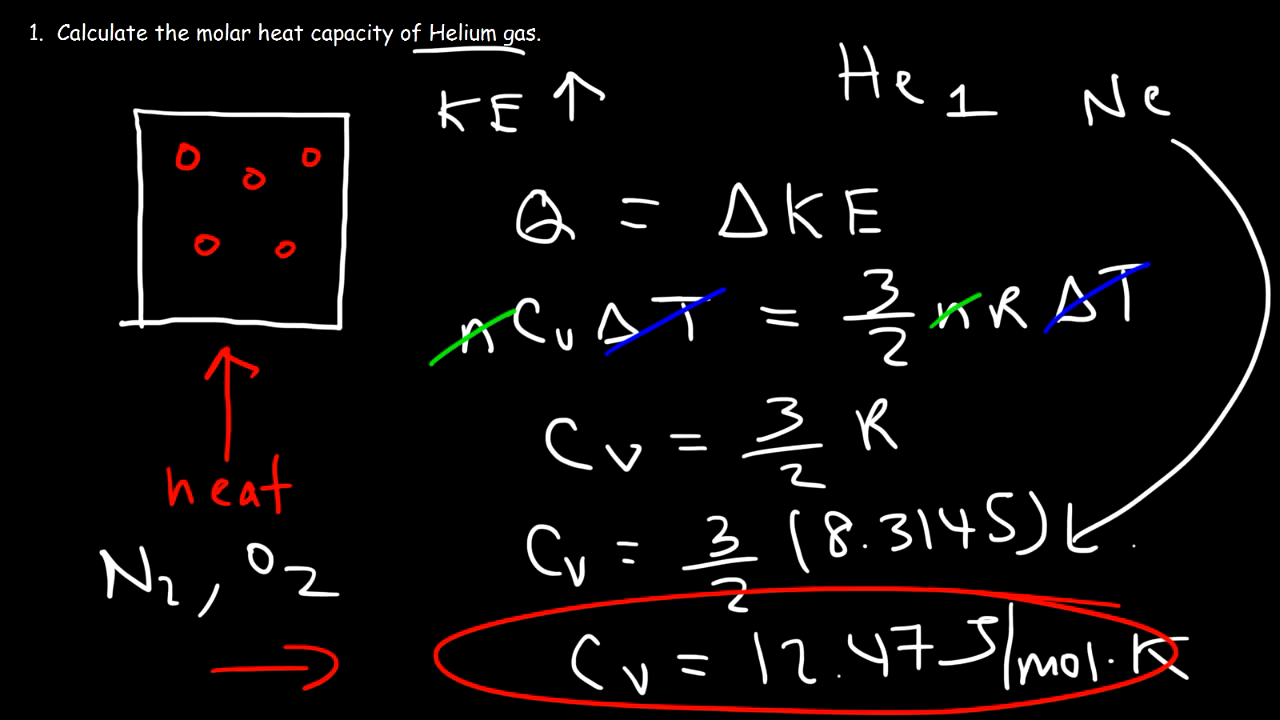 1. Calculate the molar heat capacity of Helium gas.
KE ↑
He 1 Ne
Q = ΔKE
nCᵥΔT = 3/2 nRΔT
Cᵥ = 3/2 R
heat
Cᵥ = 3/2 (8.3145)
N₂, O₂
Cᵥ = 12.47 J/mol·K